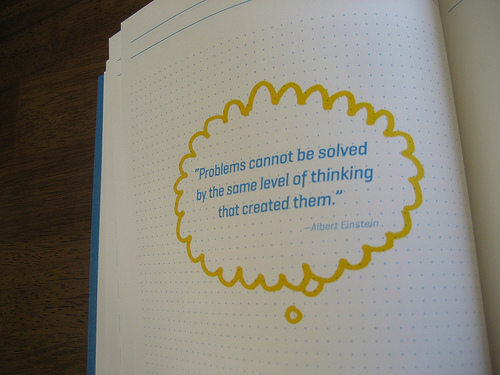 "Problems cannot be solved
by the same level of thinking
that created them."
—Albert Einstein